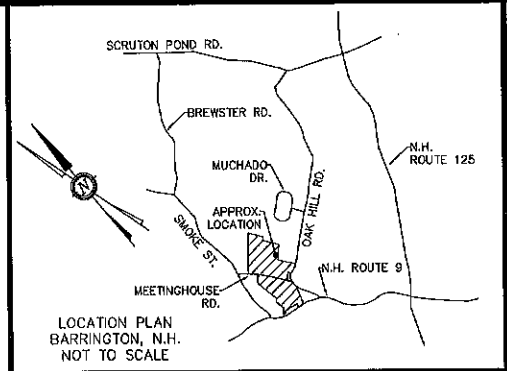 SCRUTON POND RD.
BREWSTER RD.
N.H.
ROUTE 125
MUCHADO
DR.
OAK HILL RD.
APPROX.
LOCATION
N
SMOKE ST.
N.H. ROUTE 9
MEETINGHOUSE
RD.
LOCATION PLAN
BARRINGTON, N.H.
NOT TO SCALE